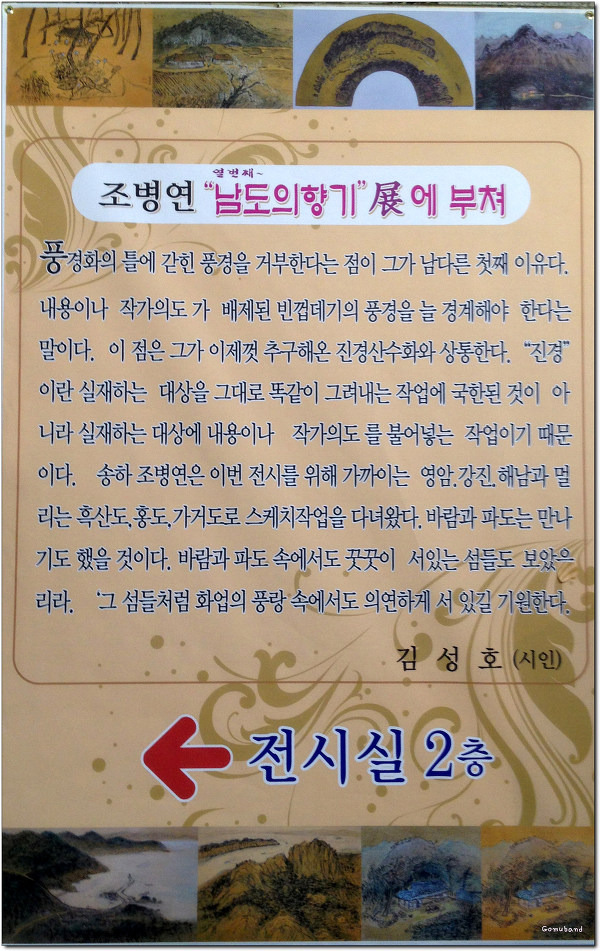 열번째~
조병연 "남도의향기" 展 에 부쳐
풍경화의 틀에 갇힌 풍경을 거부한다는 점이 그가 남다른 첫째 이유다.
내용이나 작가의도 가 배제된 빈껍데기의 풍경을 늘 경계해야 한다는
말이다. 이 점은 그가 이제껏 추구해온 진경산수화와 상통한다. "진경"
이란 실재하는 대상을 그대로 똑같이 그려내는 작업에 국한된 것이 아
니라 실재하는 대상에 내용이나 작가의도 를 불어넣는 작업이기 때문
이다. 송하 조병연은 이번 전시를 위해 가까이는 영암.강진.해남과 멀
리는 흑산도,홍도,가거도로 스케치작업을 다녀왔다. 바람과 파도는 만나
기도 했을 것이다. 바람과 파도 속에서도 꿋꿋이 서있는 섬들도 보았으
리라. '그 섬들처럼 화업의 풍랑 속에서도 의연하게 서 있길 기원한다.
김 성 호 (시인)
전시실 2층
Gomuband